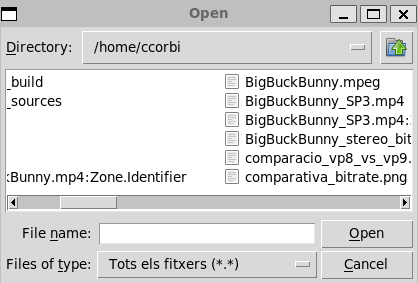 Open
Directory: /home/ccorbi
_build BigBuckBunny.mpeg
_sources BigBuckBunny_SP3.mp4
BigBuckBunny_SP3.mp4:
BigBuckBunny_stereo_bit
comparacio_vp8_vs_vp9.
kBunny.mp4:Zone.Identifier comparativa_bitrate.png
File name: Open
Files of type: Tots els fitxers (*.*) Cancel